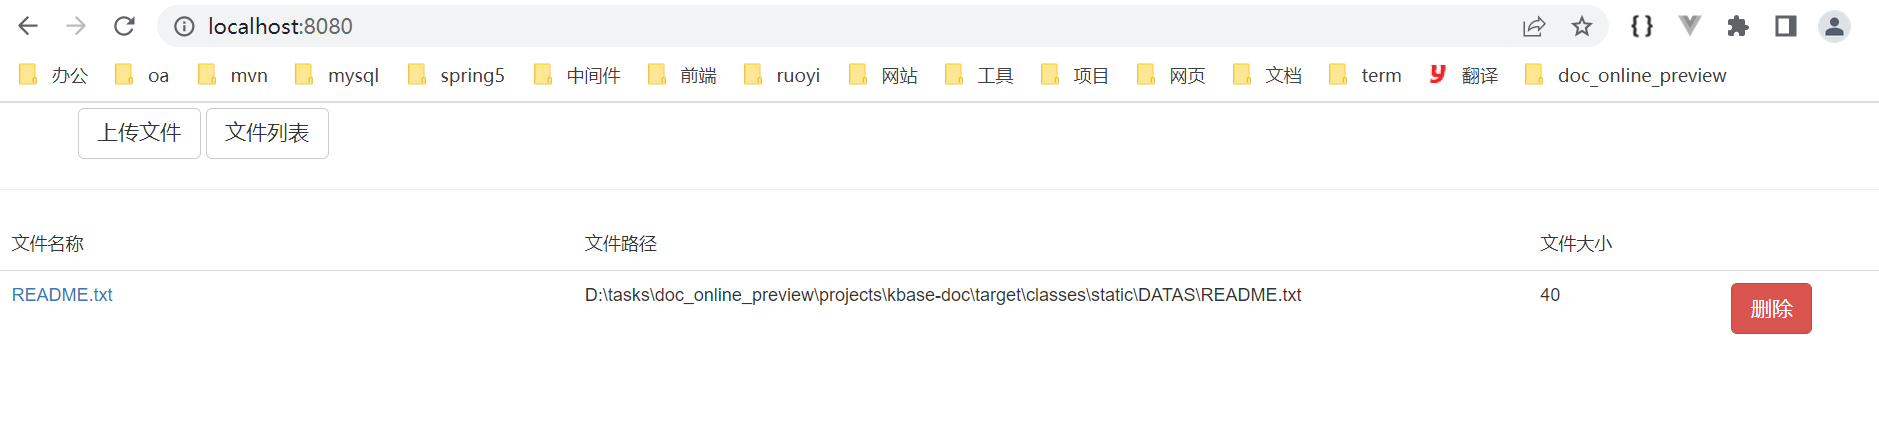 localhost:8080
办公 oa mvn mysql spring5 中间件 前端 ruoyi 网站 工具 项目 网页 文档 term 翻译 doc_online_preview
上传文件 文件列表
文件名称 文件路径 文件大小
README.txt D:\tasks\doc_online_preview\projects\kbase-doc\target\classes\static\DATAS\README.txt 40 删除